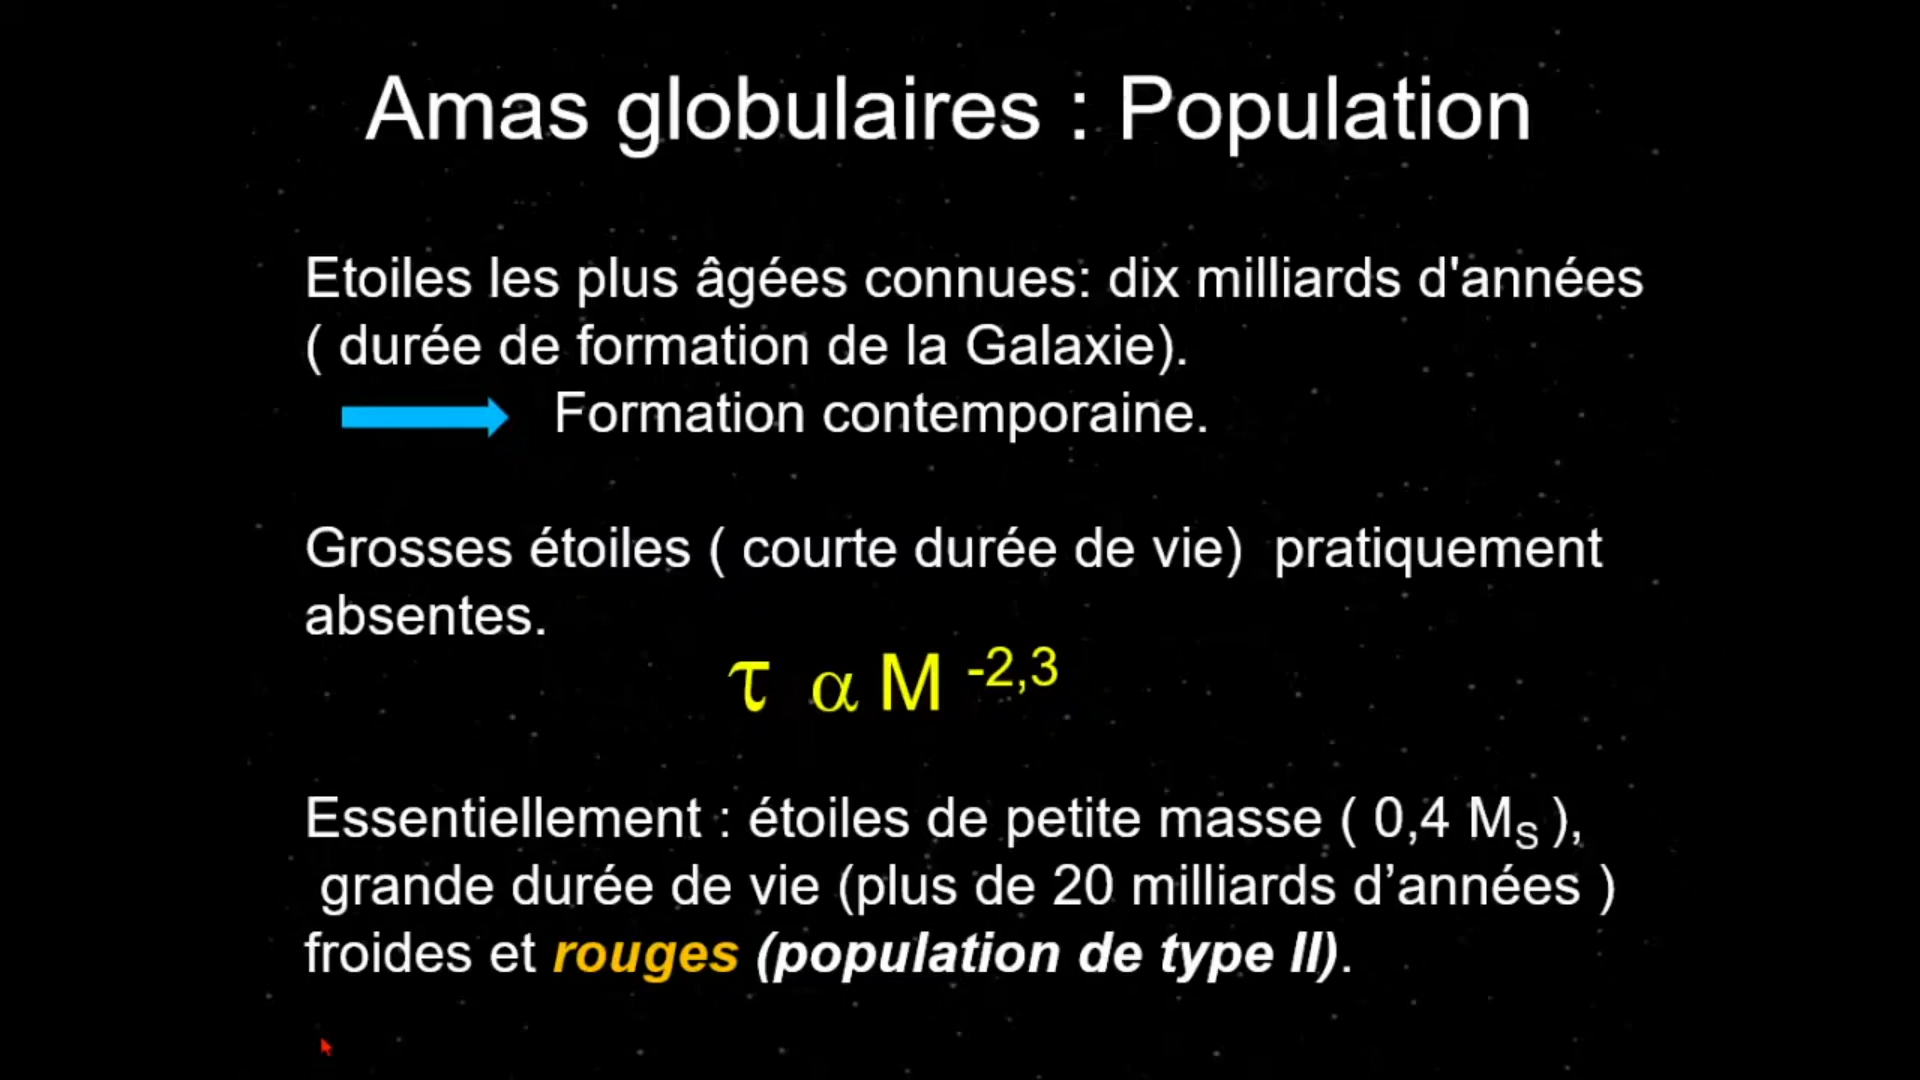 Amas globulaires : Population
Etoiles les plus âgées connues: dix milliards d'années
( durée de formation de la Galaxie).
Formation contemporaine.
Grosses étoiles ( courte durée de vie)  pratiquement
absentes.
τ α M -2,3
Essentiellement : étoiles de petite masse ( 0,4 MS ),
grande durée de vie (plus de 20 milliards d’années )
froides et rouges (population de type II).